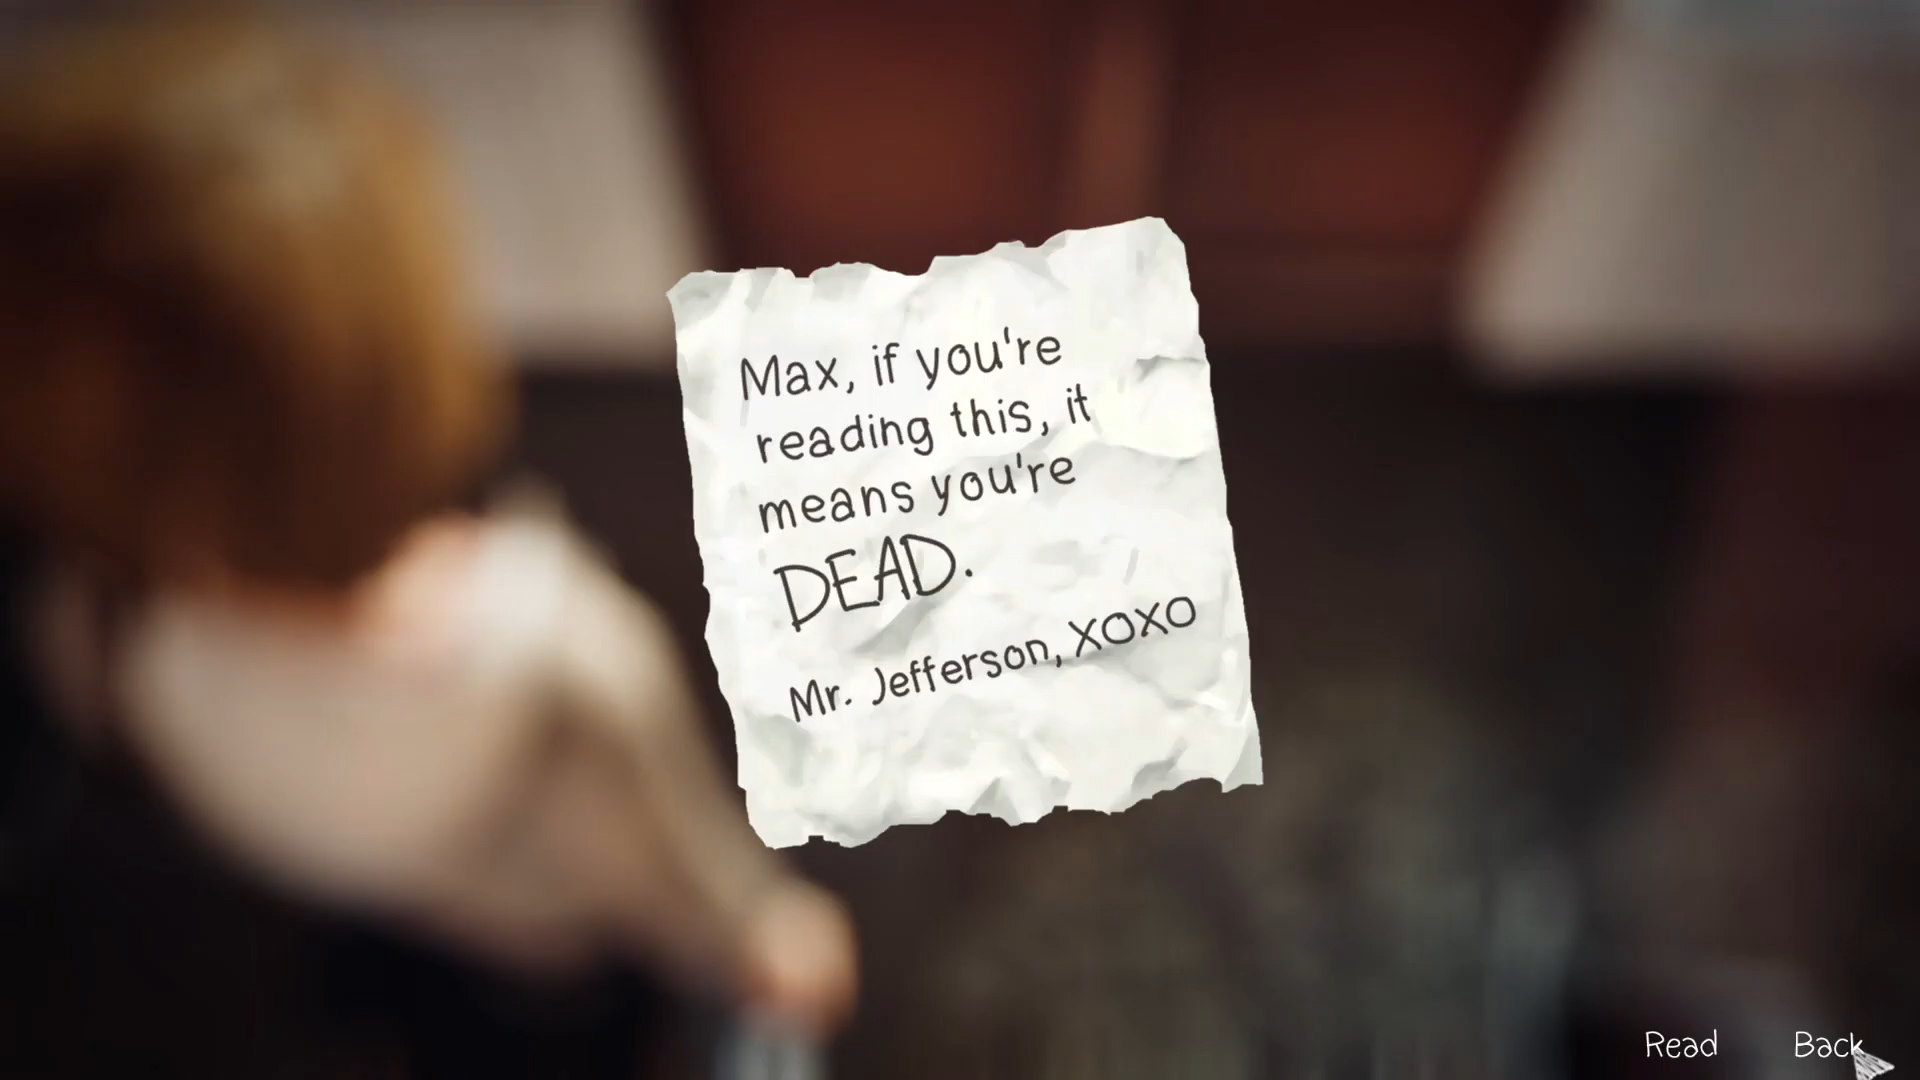 Max, if you're
reading this, it
means you're
DEAD.
Mr. Jefferson, XOXO
Read Back